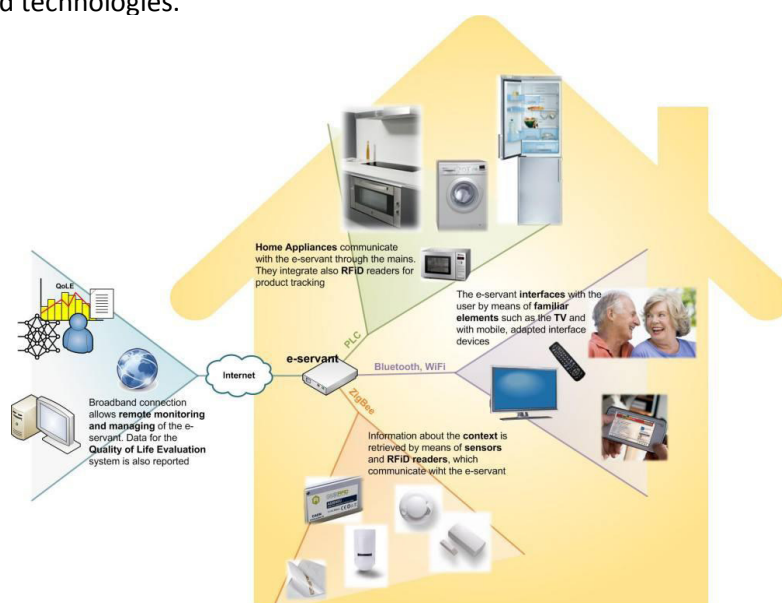 d technologies.
QoLE
Home Appliances communicate
with the e-servant through the mains.
They integrate also RFiD readers for
product tracking
The e-servant interfaces with the
user by means of familiar
elements such as the TV and
with mobile, adapted interface
devices
PLC
e-servant
Internet
Bluetooth, WiFi
ZigBee
Broadband connection
allows remote monitoring
and managing of the e-
servant. Data for the
Quality of Life Evaluation
system is also reported
Information about the context is
retrieved by means of sensors
and RFiD readers, which
communicate wiht the e-servant